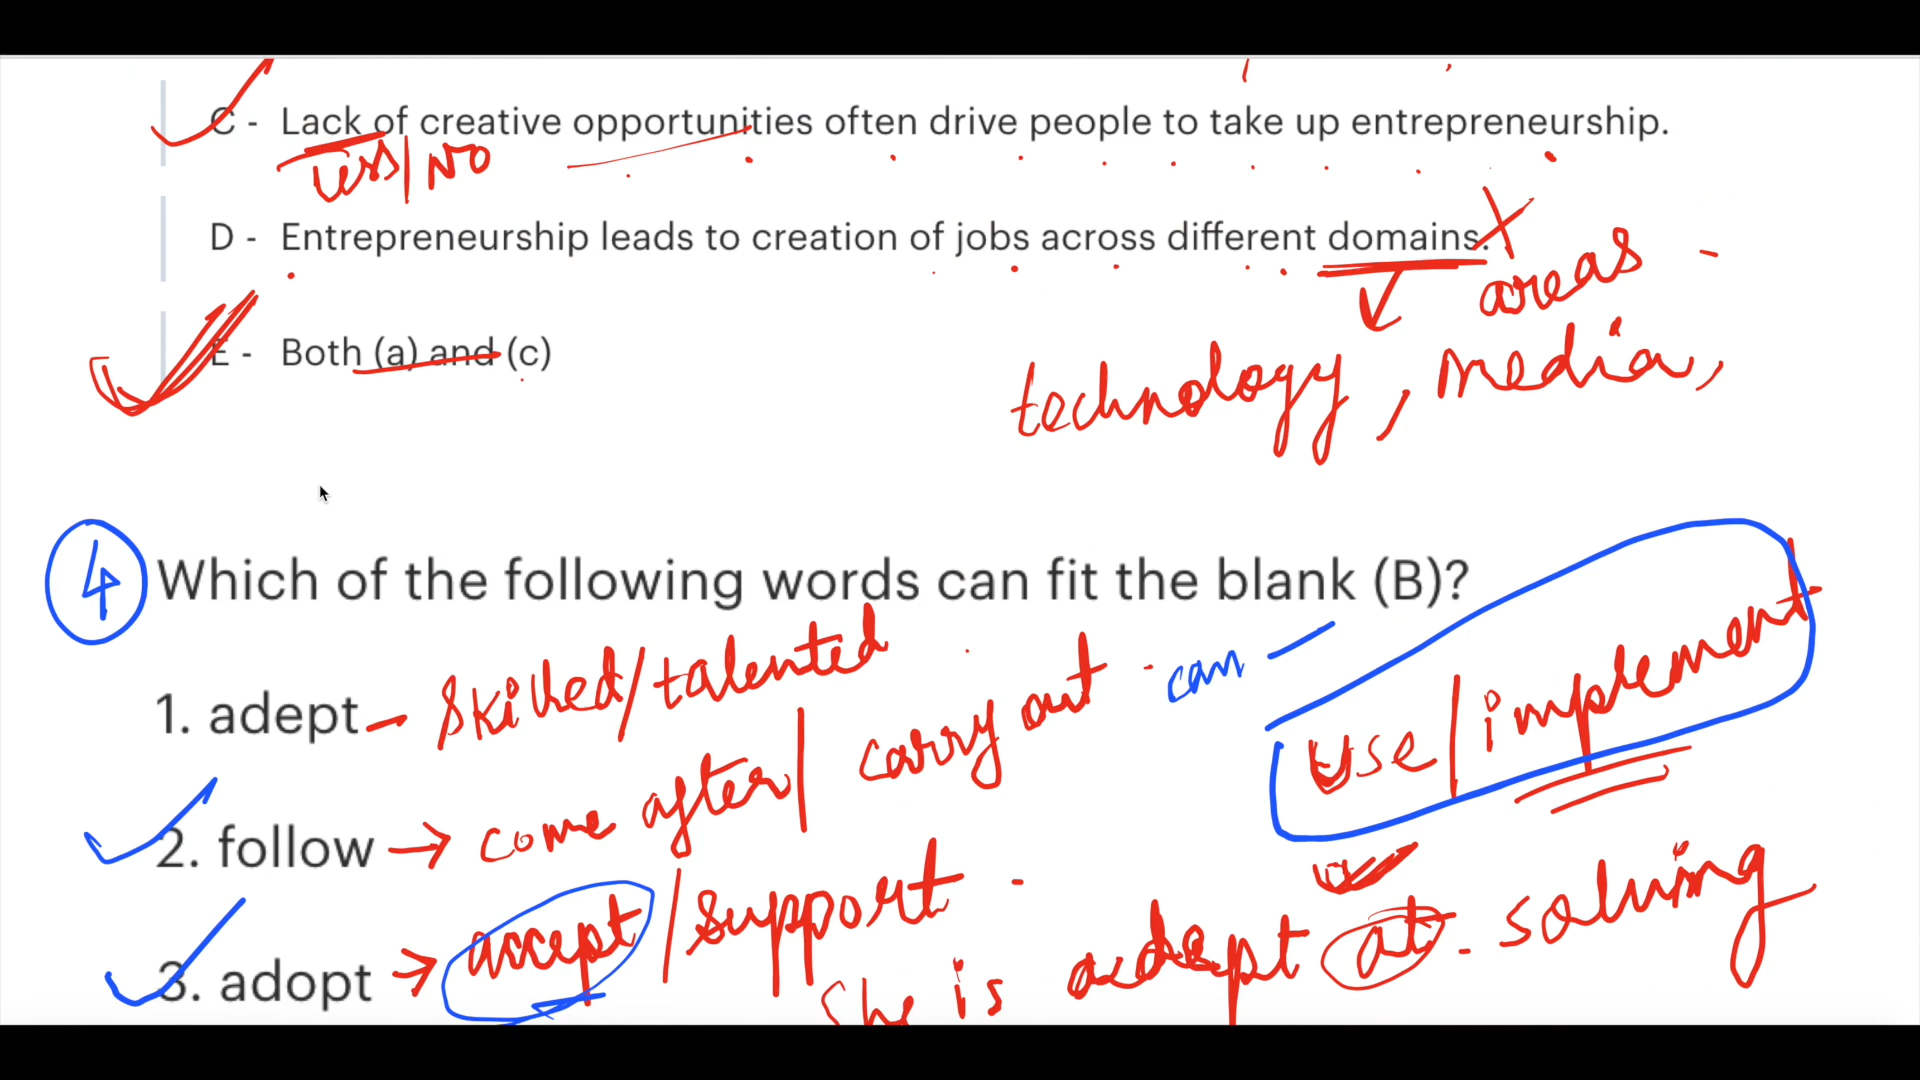 C - Lack of creative opportunities often drive people to take up entrepreneurship.
less/ NO
D - Entrepreneurship leads to creation of jobs across different domains.
areas
technology, media,
E - Both (a) and (c)
4 Which of the following words can fit the blank (B)?
1. adept - skilled/talented
can
use/implement
2. follow → come after/ carry out
3. adopt → accept/support
She is adept at solving